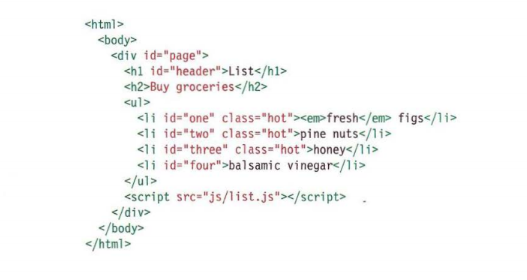 <html>
<body>
<div id="page">
<h1 id="header">List</h1>
<h2>Buy groceries</h2>
<ul>
<li id="one" class="hot"><em>fresh</em> figs</li>
<li id="two" class="hot">pine nuts</li>
<li id="three" class="hot">honey</li>
<li id="four">balsamic vinegar</li>
</ul>
<script src="js/list.js"></script>
</div>
</body>
</html>